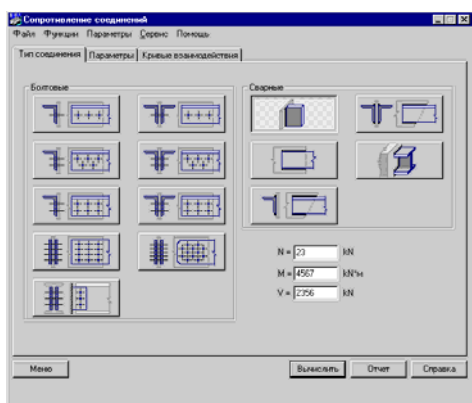 Сопротивление соединений
Файл Функции Параметры Сервис Помощь
Тип соединения Параметры Кривые взаимодействия
Болтовые
Сварные
N = 23 kN
M = 4567 kN*м
V = 2356 kN
Меню Вычислить Отчет Справка